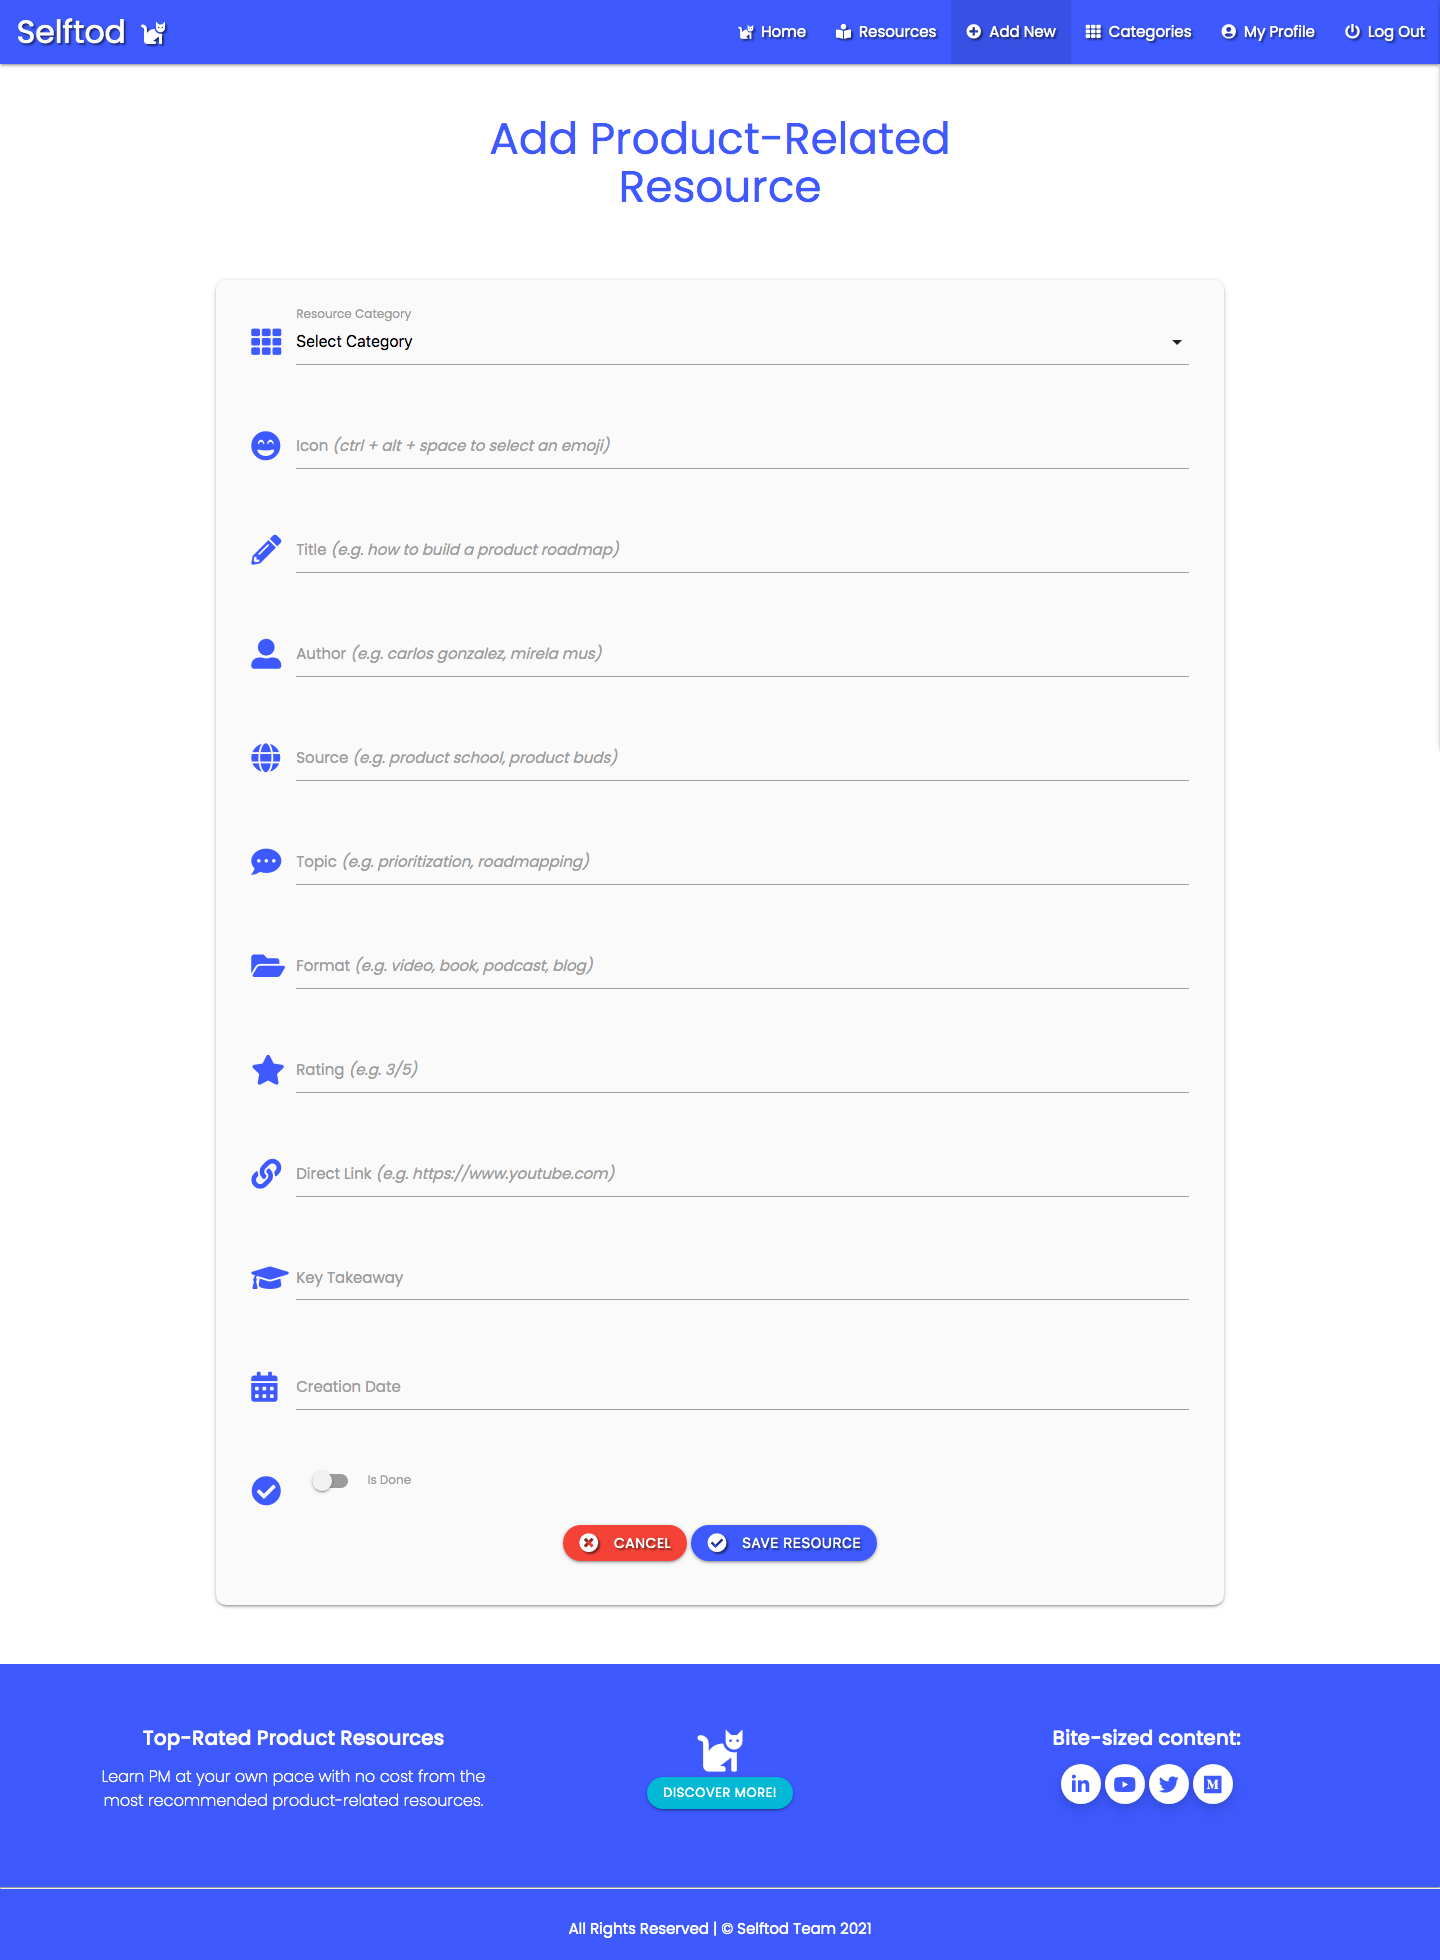 Selftod
Home
Resources
Add New
Categories
My Profile
Log Out
Add Product-Related
Resource
Resource Category
Select Category
Icon (ctrl + alt + space to select an emoji)
Title (e.g. how to build a product roadmap)
Author (e.g. carlos gonzalez, mirela mus)
Source (e.g. product school, product buds)
Topic (e.g. prioritization, roadmapping)
Format (e.g. video, book, podcast, blog)
Rating (e.g. 3/5)
Direct Link (e.g. https://www.youtube.com)
Key Takeaway
Creation Date
Is Done
CANCEL
SAVE RESOURCE
Top-Rated Product Resources
Learn PM at your own pace with no cost from the
most recommended product-related resources.
DISCOVER MORE!
Bite-sized content:
All Rights Reserved | © Selftod Team 2021